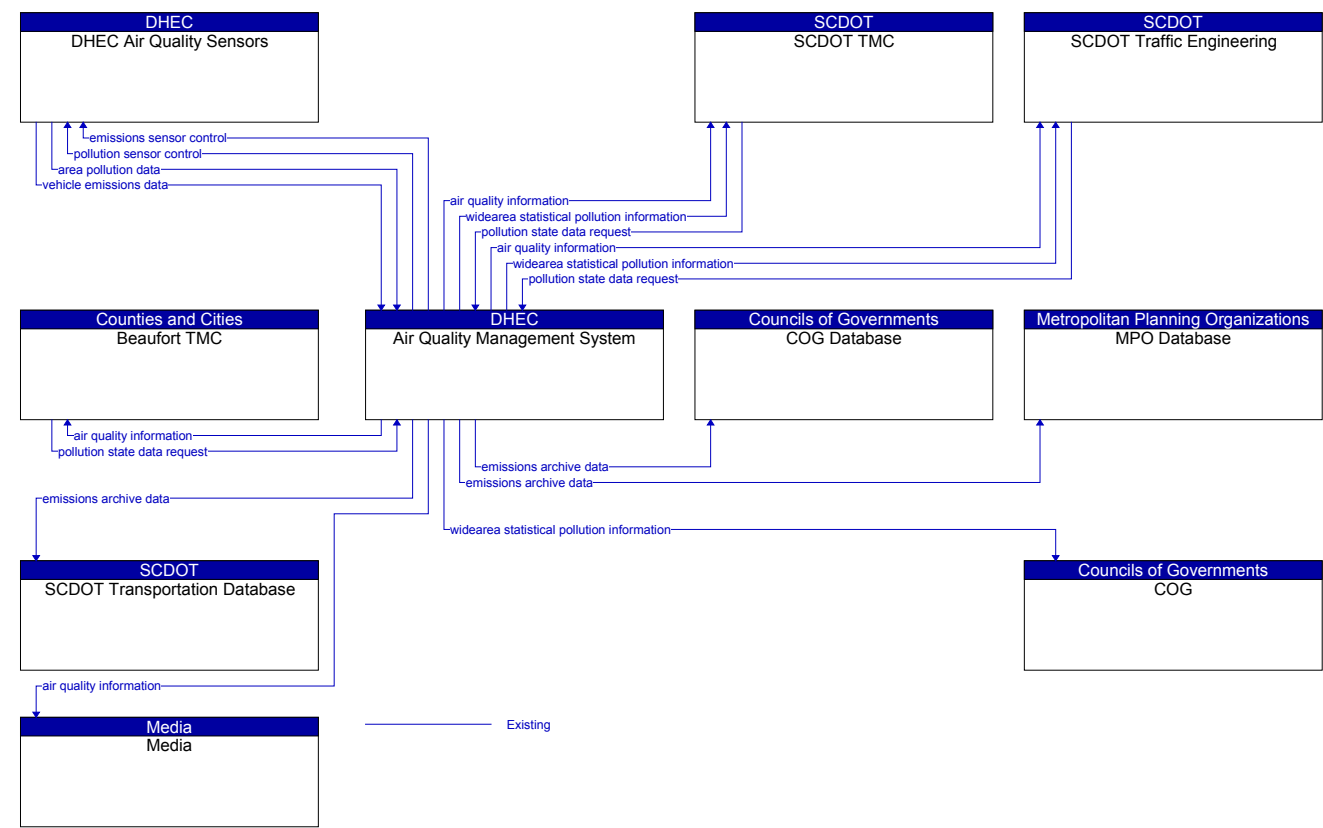 DHEC
DHEC Air Quality Sensors
SCDOT
SCDOT TMC
SCDOT
SCDOT Traffic Engineering
emissions sensor control
pollution sensor control
area pollution data
vehicle emissions data
air quality information
widearea statistical pollution information
pollution state data request
air quality information
widearea statistical pollution information
pollution state data request
Counties and Cities
Beaufort TMC
DHEC
Air Quality Management System
Councils of Governments
COG Database
Metropolitan Planning Organizations
MPO Database
air quality information
pollution state data request
emissions archive data
emissions archive data
emissions archive data
widearea statistical pollution information
SCDOT
SCDOT Transportation Database
Councils of Governments
COG
air quality information
Media
Media
Existing